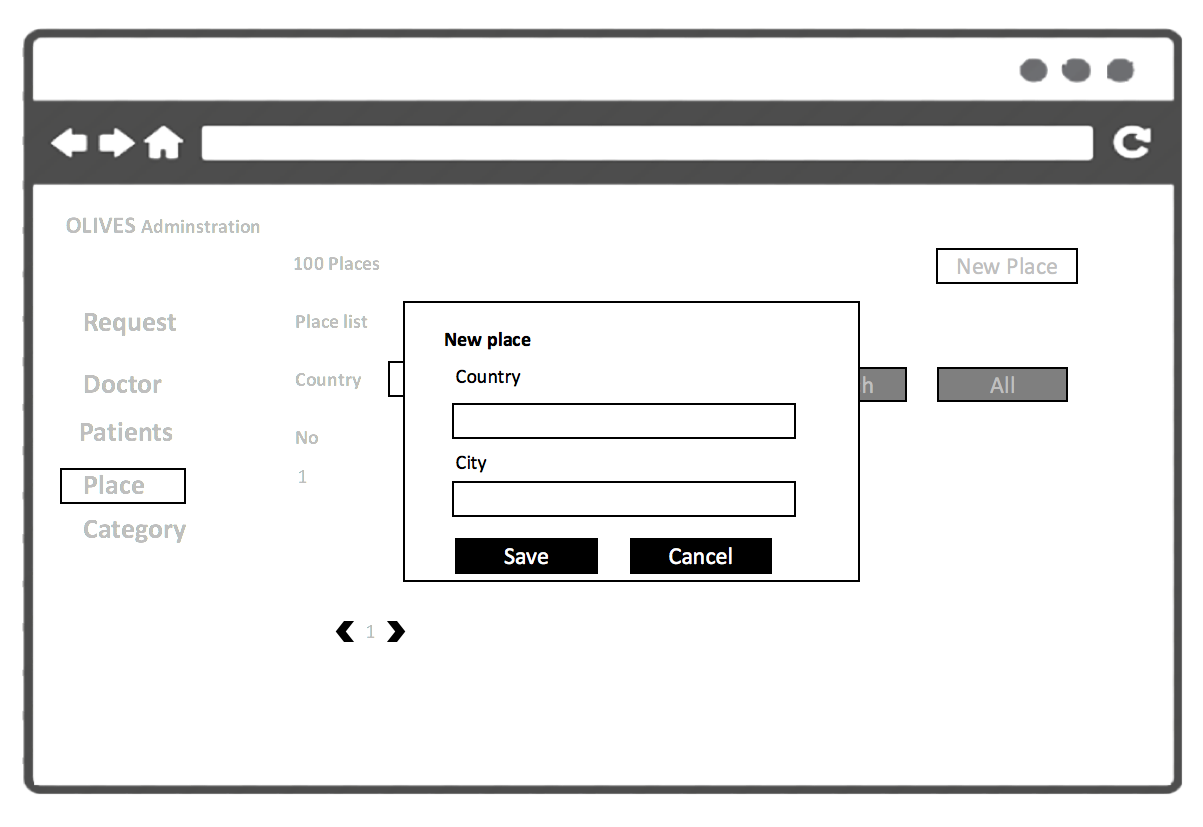 OLIVES Adminstration
100 Places
New Place
Request
Doctor
Patients
Place
Category
Place list
Country
All
No
1
New place
Country
City
Save
Cancel
1